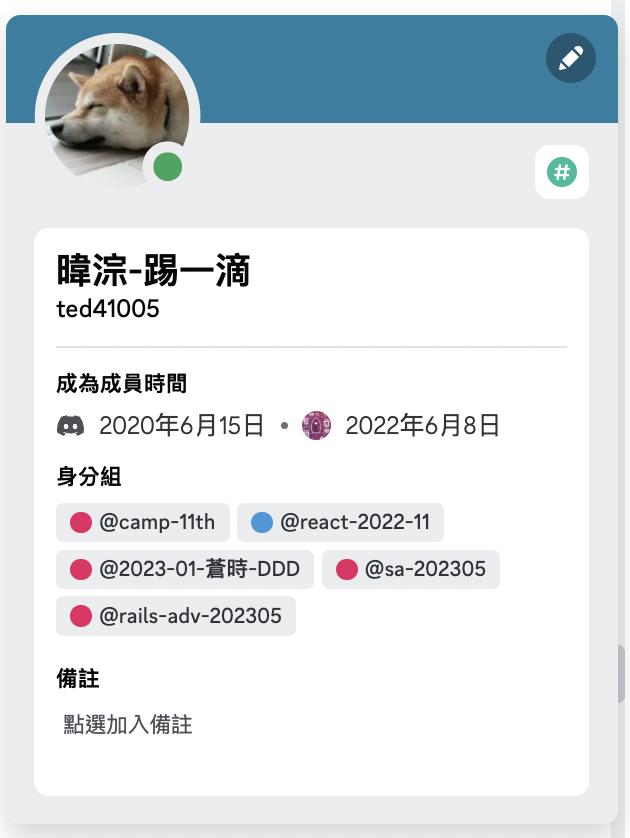 #
暐淙-踢一滴
ted41005
成為成員時間
2020年6月15日 • 2022年6月8日
身分組
@camp-11th @react-2022-11
@2023-01-蒼時-DDD @sa-202305
@rails-adv-202305
備註
點選加入備註